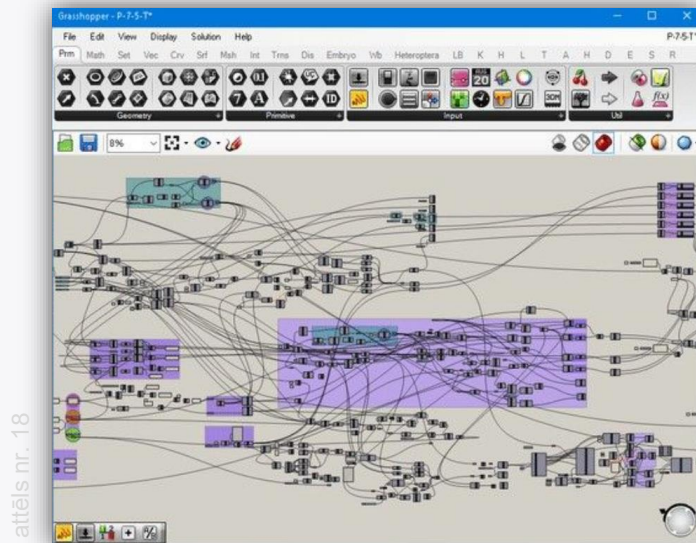 Grasshopper - P-7-5-T*
File Edit View Display Solution Help P-7-5-T*
Prm Math Set Vec Crv Srf Msh Int Trns Dis Embryo Wb Heteroptera LB K H L T A H D H D S R
Geometry Primitive Input Util
8%
attēls nr. 18